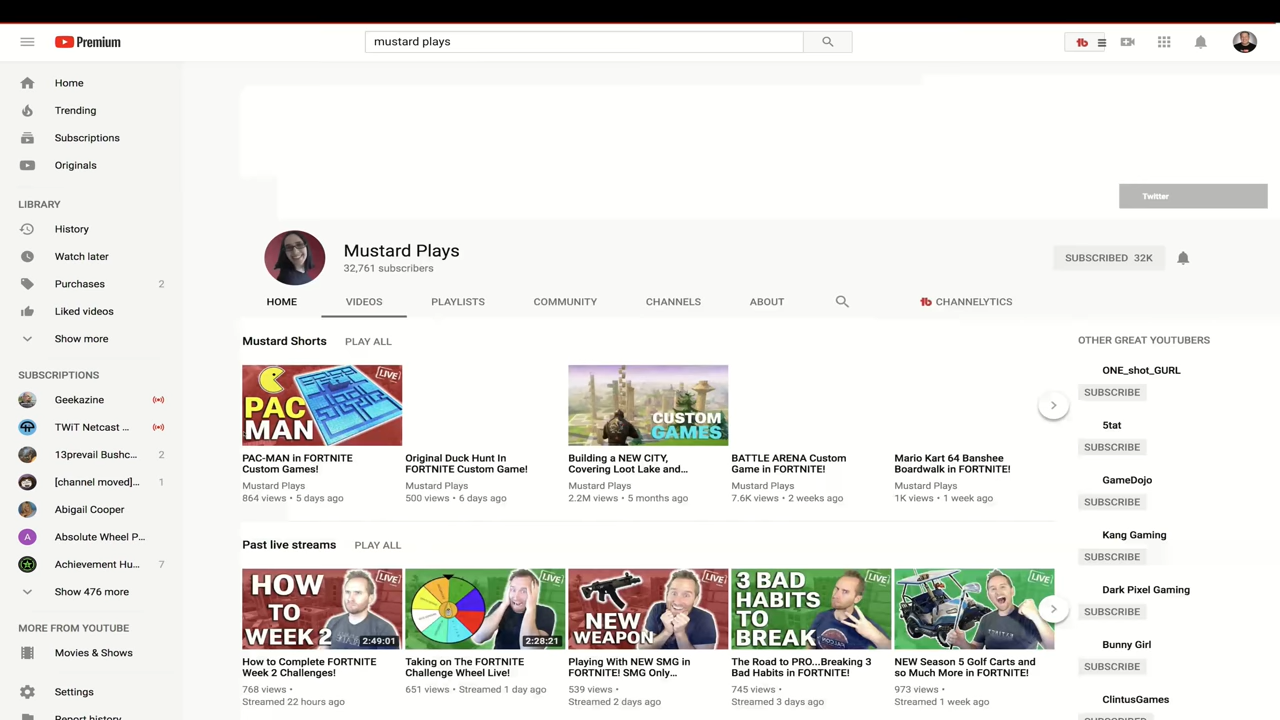 Premium
mustard plays
Home
Trending
Subscriptions
Originals
LIBRARY
History
Watch later
Purchases 2
Liked videos
Show more
SUBSCRIPTIONS
Geekazine
TWiT Netcast ...
13prevail Bushc... 2
[channel moved]... 1
Abigail Cooper
Absolute Wheel P...
Achievement Hu... 7
Show 476 more
MORE FROM YOUTUBE
Movies & Shows
Settings
Report history
Twitter
Mustard Plays
32,761 subscribers
SUBSCRIBED 32K
HOME VIDEOS PLAYLISTS COMMUNITY CHANNELS ABOUT CHANNELYTICS
Mustard Shorts PLAY ALL
LIVE
PAC
MAN
PAC-MAN in FORTNITE
Custom Games!
Mustard Plays
864 views • 5 days ago
Original Duck Hunt In
FORTNITE Custom Game!
Mustard Plays
500 views • 6 days ago
CUSTOM
GAMES
Building a NEW CITY,
Covering Loot Lake and...
Mustard Plays
2.2M views • 5 months ago
BATTLE ARENA Custom
Game in FORTNITE!
Mustard Plays
7.6K views • 2 weeks ago
Mario Kart 64 Banshee
Boardwalk in FORTNITE!
Mustard Plays
1K views • 1 week ago
Past live streams PLAY ALL
HOW
TO
WEEK 2
LIVE
2:49:01
How to Complete FORTNITE
Week 2 Challenges!
768 views •
Streamed 22 hours ago
LIVE
2:28:21
Taking on The FORTNITE
Challenge Wheel Live!
651 views • Streamed 1 day ago
LIVE
NEW
WEAPON
Playing With NEW SMG in
FORTNITE! SMG Only...
539 views •
Streamed 2 days ago
3 BAD
HABITS
TO
BREAK
LIVE
The Road to PRO...Breaking 3
Bad Habits in FORTNITE!
745 views •
Streamed 3 days ago
LIVE
NEW Season 5 Golf Carts and
so Much More in FORTNITE!
973 views •
Streamed 1 week ago
OTHER GREAT YOUTUBERS
ONE_shot_GURL
SUBSCRIBE
5tat
SUBSCRIBE
GameDojo
SUBSCRIBE
Kang Gaming
SUBSCRIBE
Dark Pixel Gaming
SUBSCRIBE
Bunny Girl
SUBSCRIBE
ClintusGames